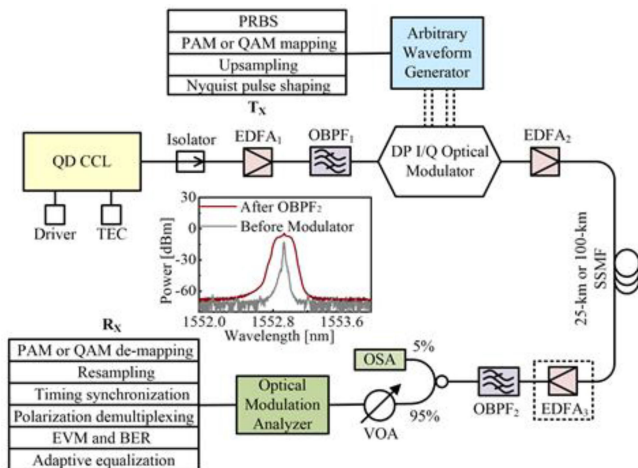 PRBS
PAM or QAM mapping
Upsampling
Nyquist pulse shaping
TX
Arbitrary
Waveform
Generator
QD CCL
Driver
TEC
Isolator
EDFA1
OBPF1
DP I/Q Optical
Modulator
EDFA2
After OBPF2
Before Modulator
Power [dBm]
30
0
-30
-60
1552.0 1552.8 1553.6
Wavelength [nm]
25-km or 100-km
SSMF
RX
PAM or QAM de-mapping
Resampling
Timing synchronization
Polarization demultiplexing
EVM and BER
Adaptive equalization
Optical
Modulation
Analyzer
VOA
OSA
5%
95%
OBPF2
EDFA3